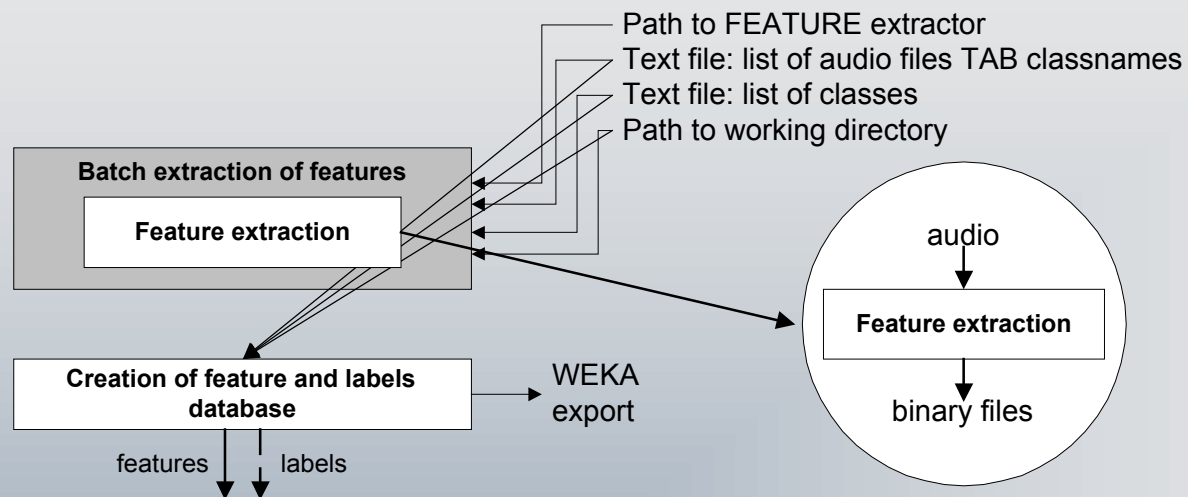 Path to FEATURE extractor
Text file: list of audio files TAB classnames
Text file: list of classes
Path to working directory
Batch extraction of features
Feature extraction
audio
Feature extraction
binary files
Creation of feature and labels
database
WEKA
export
features
labels